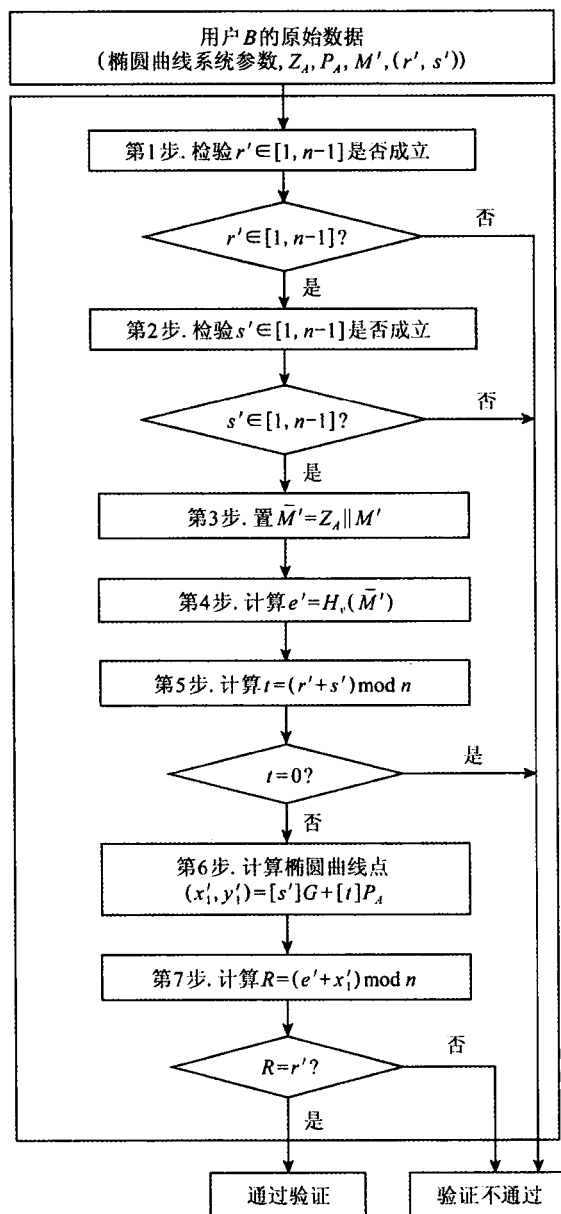 用户B的原始数据
(椭圆曲线系统参数, Z_A, P_A, M′, (r′, s′))
第1步. 检验r′∈[1, n-1]是否成立
r′∈[1, n-1]?
否
是
第2步. 检验s′∈[1, n-1]是否成立
s′∈[1, n-1]?
否
是
第3步. 置M̄′=Z_A||M′
第4步. 计算e′=H_v(M̄′)
第5步. 计算t=(r′+s′)mod n
t=0?
是
否
第6步. 计算椭圆曲线点
(x′₁, y′₁)=[s′]G+[t]P_A
第7步. 计算R=(e′+x′₁)mod n
R=r′?
否
是
通过验证
验证不通过